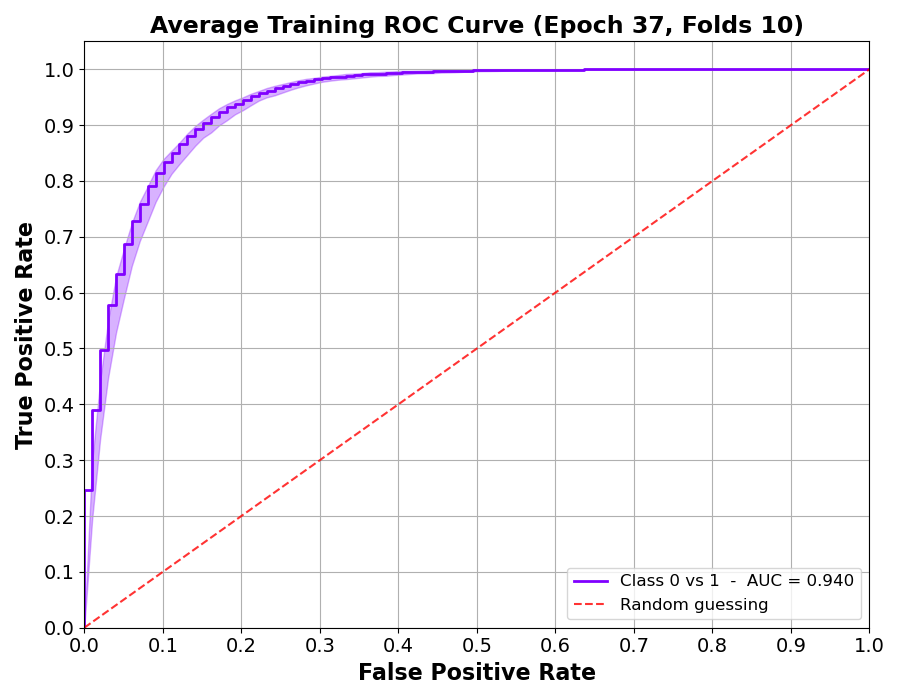 Average Training ROC Curve (Epoch 37, Folds 10)
True Positive Rate
1.0
0.9
0.8
0.7
0.6
0.5
0.4
0.3
0.2
0.1
0.0
Class 0 vs 1 - AUC = 0.940
Random guessing
0.0 0.1 0.2 0.3 0.4 0.5 0.6 0.7 0.8 0.9 1.0
False Positive Rate